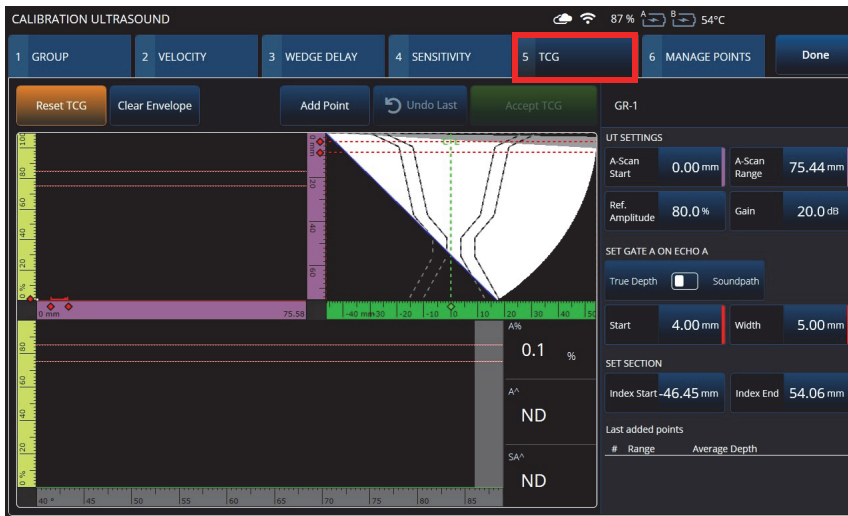 CALIBRATION ULTRASOUND 87 % A B 54°C
1 GROUP 2 VELOCITY 3 WEDGE DELAY 4 SENSITIVITY 5 TCG 6 MANAGE POINTS Done
Reset TCG Clear Envelope Add Point Undo Last Accept TCG GR-1
UT SETTINGS
A-Scan Start 0.00 mm A-Scan Range 75.44 mm
Ref. Amplitude 80.0 % Gain 20.0 dB
SET GATE A ON ECHO A
True Depth Soundpath
Start 4.00 mm Width 5.00 mm
SET SECTION
Index Start -46.45 mm Index End 54.06 mm
Last added points
# Range Average Depth
100
80
60
40
20
0 %
0 mm 75.58
0 mm
20
40
60
-40 mm -30 -20 -10 0 10 20 30 40 50
A%
0.1 %
A^
ND
SA^
ND
80
60
40
20
0 %
40 ° 45 50 55 60 65 70 75 80 85